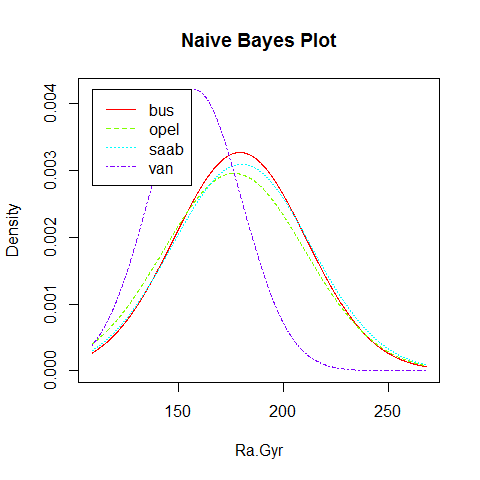 Naive Bayes Plot
bus
opel
saab
van
Density
0.000
0.001
0.002
0.003
0.004
150
200
250
Ra.Gyr